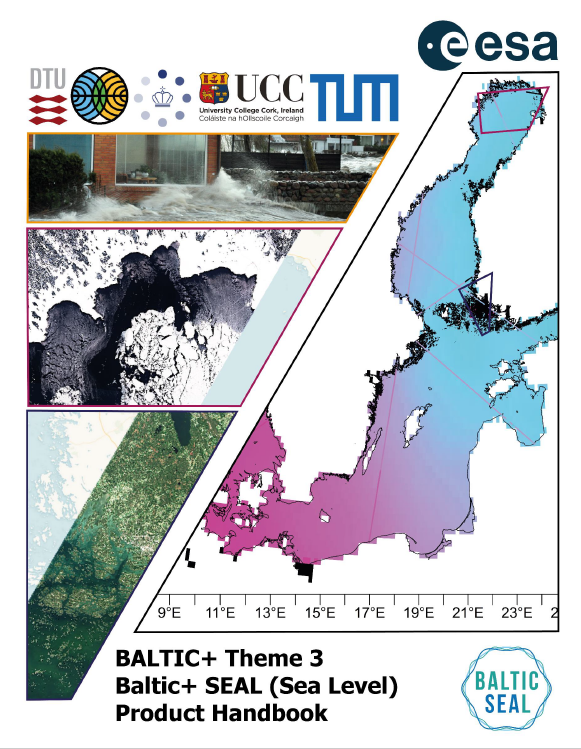 esa
DTU
UCC
University College Cork, Ireland
Coláiste na hOllscoile Corcaigh
TUM
9°E 11°E 13°E 15°E 17°E 19°E 21°E 23°E 2
BALTIC+ Theme 3
Baltic+ SEAL (Sea Level)
Product Handbook
BALTIC
SEAL